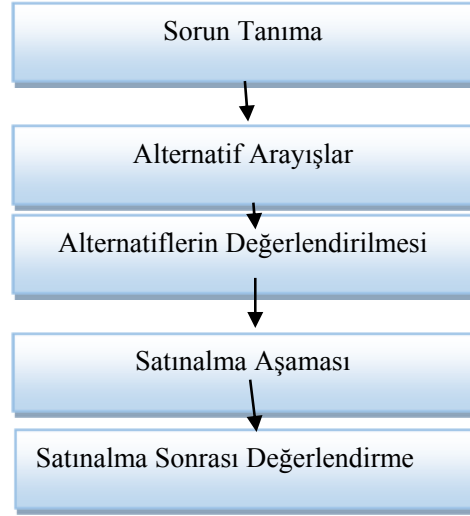 Sorun Tanıma
Alternatif Arayışlar
Alternatiflerin Değerlendirilmesi
Satınalma Aşaması
Satınalma Sonrası Değerlendirme